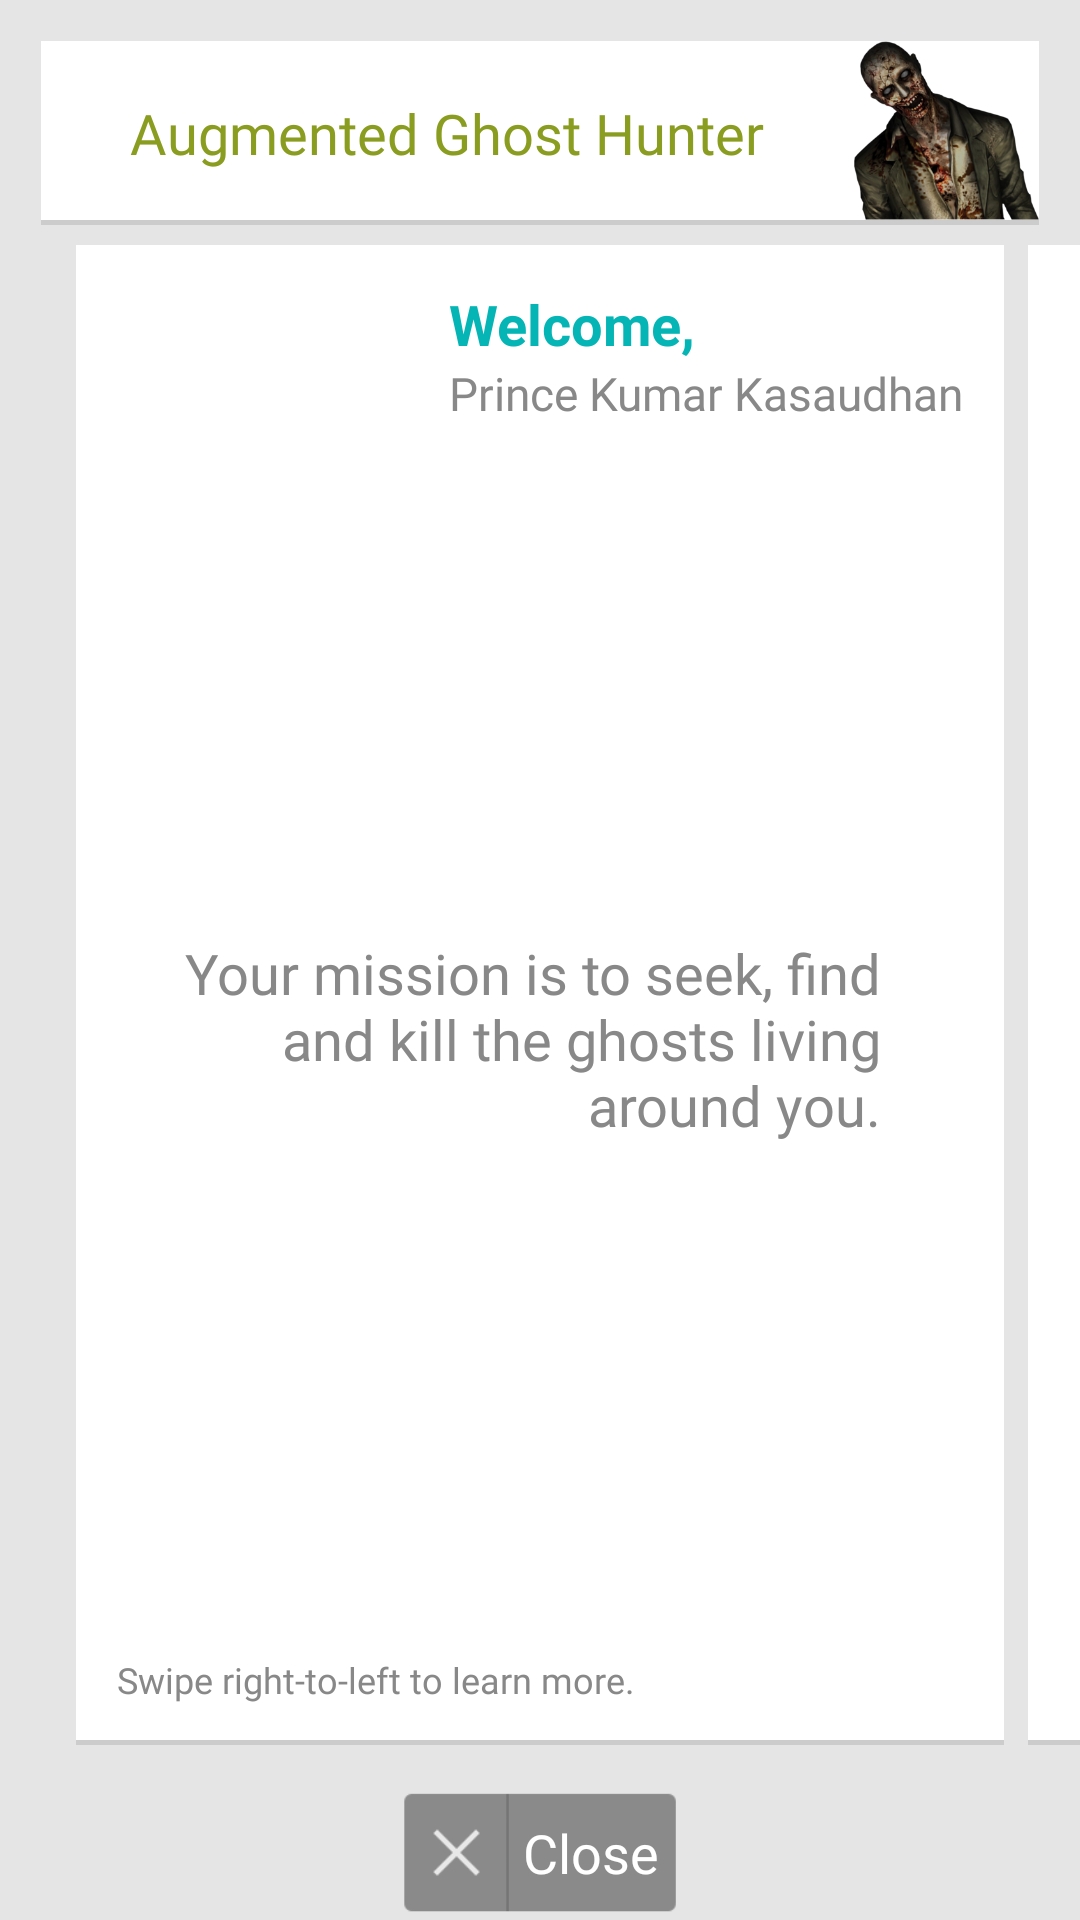 Augmented Ghost Hunter
Welcome,
Prince Kumar Kasaudhan
Your mission is to seek, find
and kill the ghosts living
around you.
Swipe right-to-left to learn more.
Close